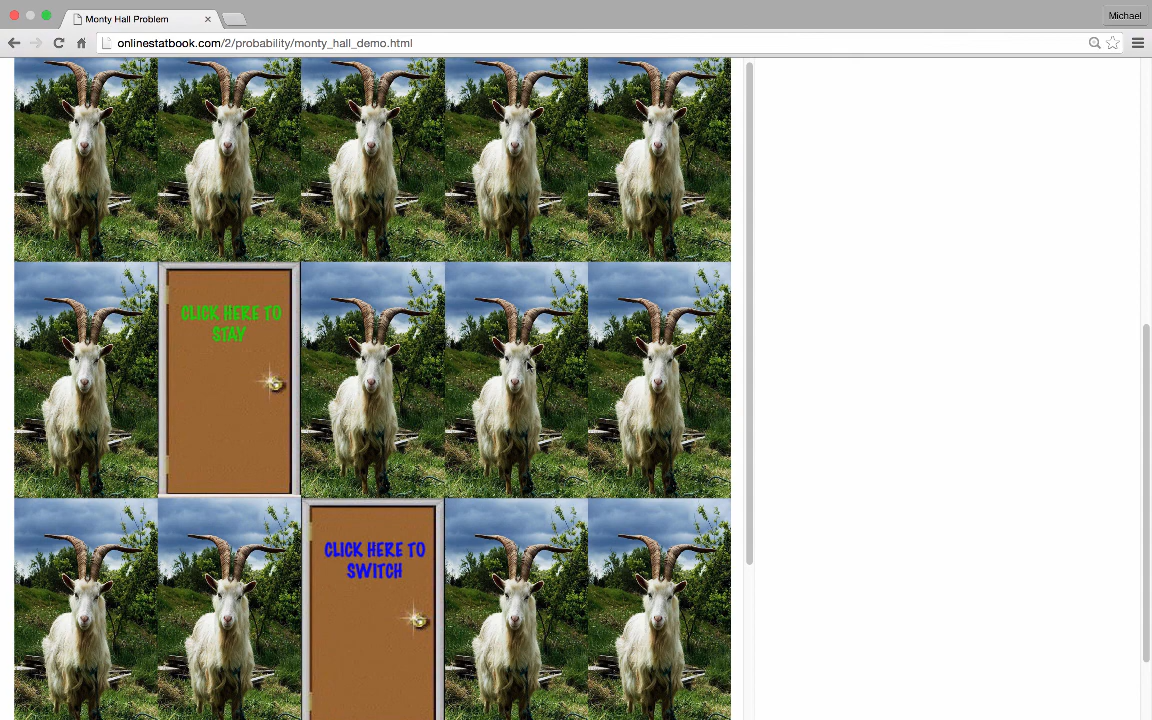 Monty Hall Problem
Michael
onlinestatbook.com/2/probability/monty_hall_demo.html
CLICK HERE TO
STAY
CLICK HERE TO
SWITCH